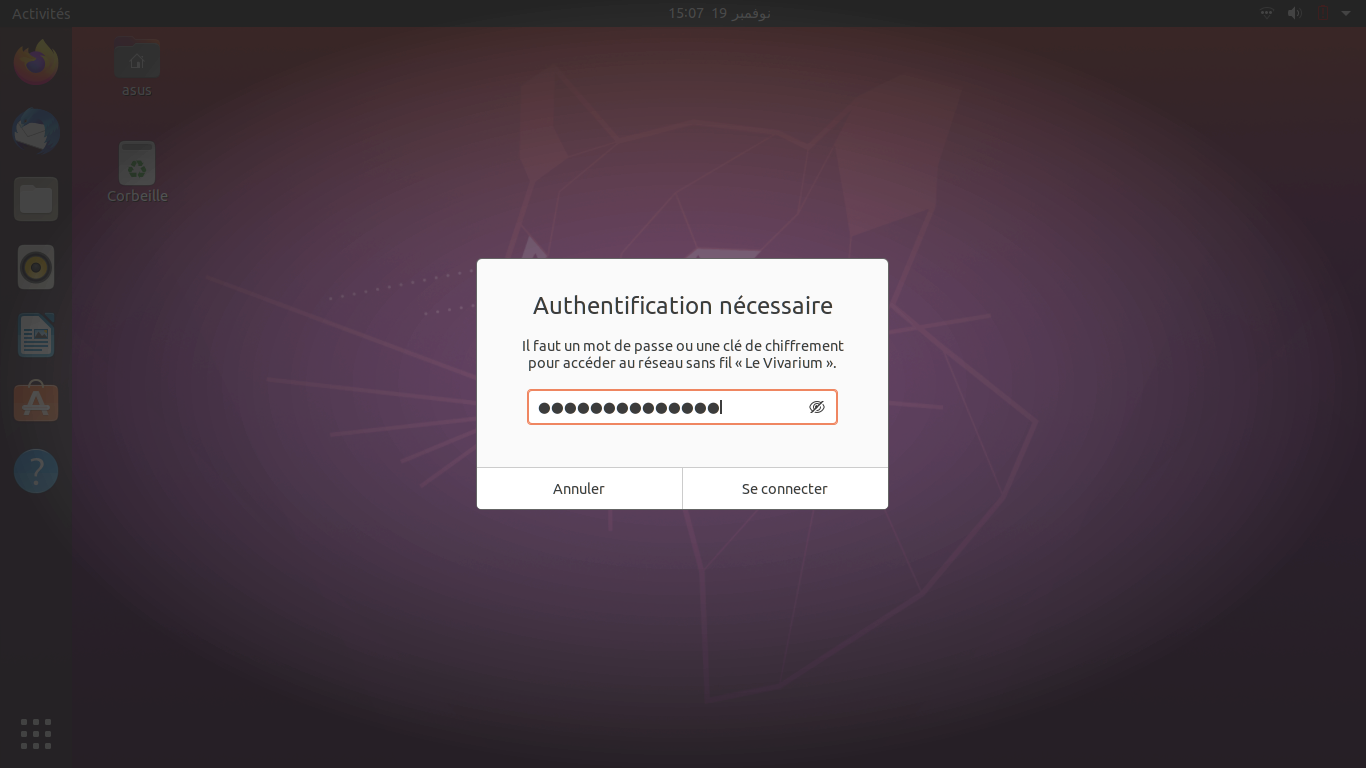 Activités
نوفمبر 19  15:07
asus
Corbeille
Authentification nécessaire
Il faut un mot de passe ou une clé de chiffrement
pour accéder au réseau sans fil « Le Vivarium ».
●●●●●●●●●●●●●●
Annuler
Se connecter